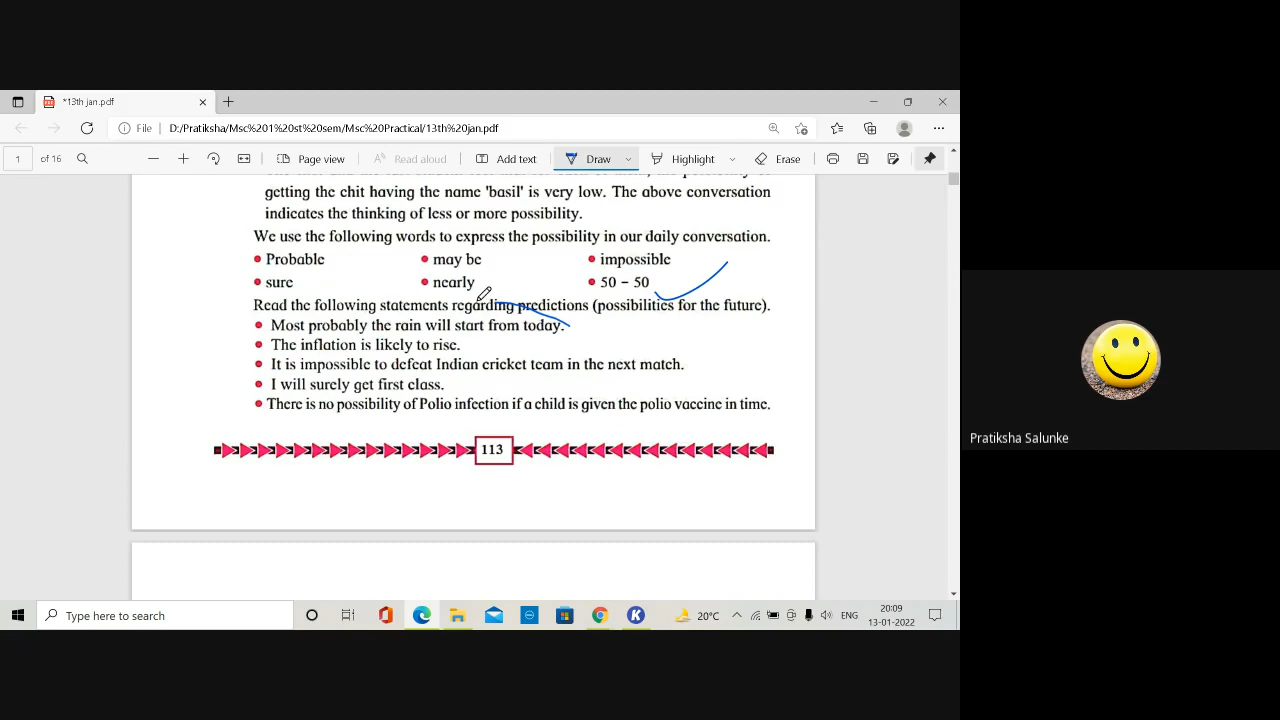 *13th jan.pdf
File D:/Pratiksha/Msc%201%20st%20sem/Msc%20Practical/13th%20jan.pdf
1 of 16 Page view Read aloud Add text Draw Highlight Erase
getting the chit having the name 'basil' is very low. The above conversation
indicates the thinking of less or more possibility.
We use the following words to express the possibility in our daily conversation.
• Probable • may be • impossible
• sure • nearly • 50 - 50
Read the following statements regarding predictions (possibilities for the future).
• Most probably the rain will start from today.
• The inflation is likely to rise.
• It is impossible to defeat Indian cricket team in the next match.
• I will surely get first class.
• There is no possibility of Polio infection if a child is given the polio vaccine in time.
113
Pratiksha Salunke
Type here to search
K
20°C
ENG
20:09
13-01-2022